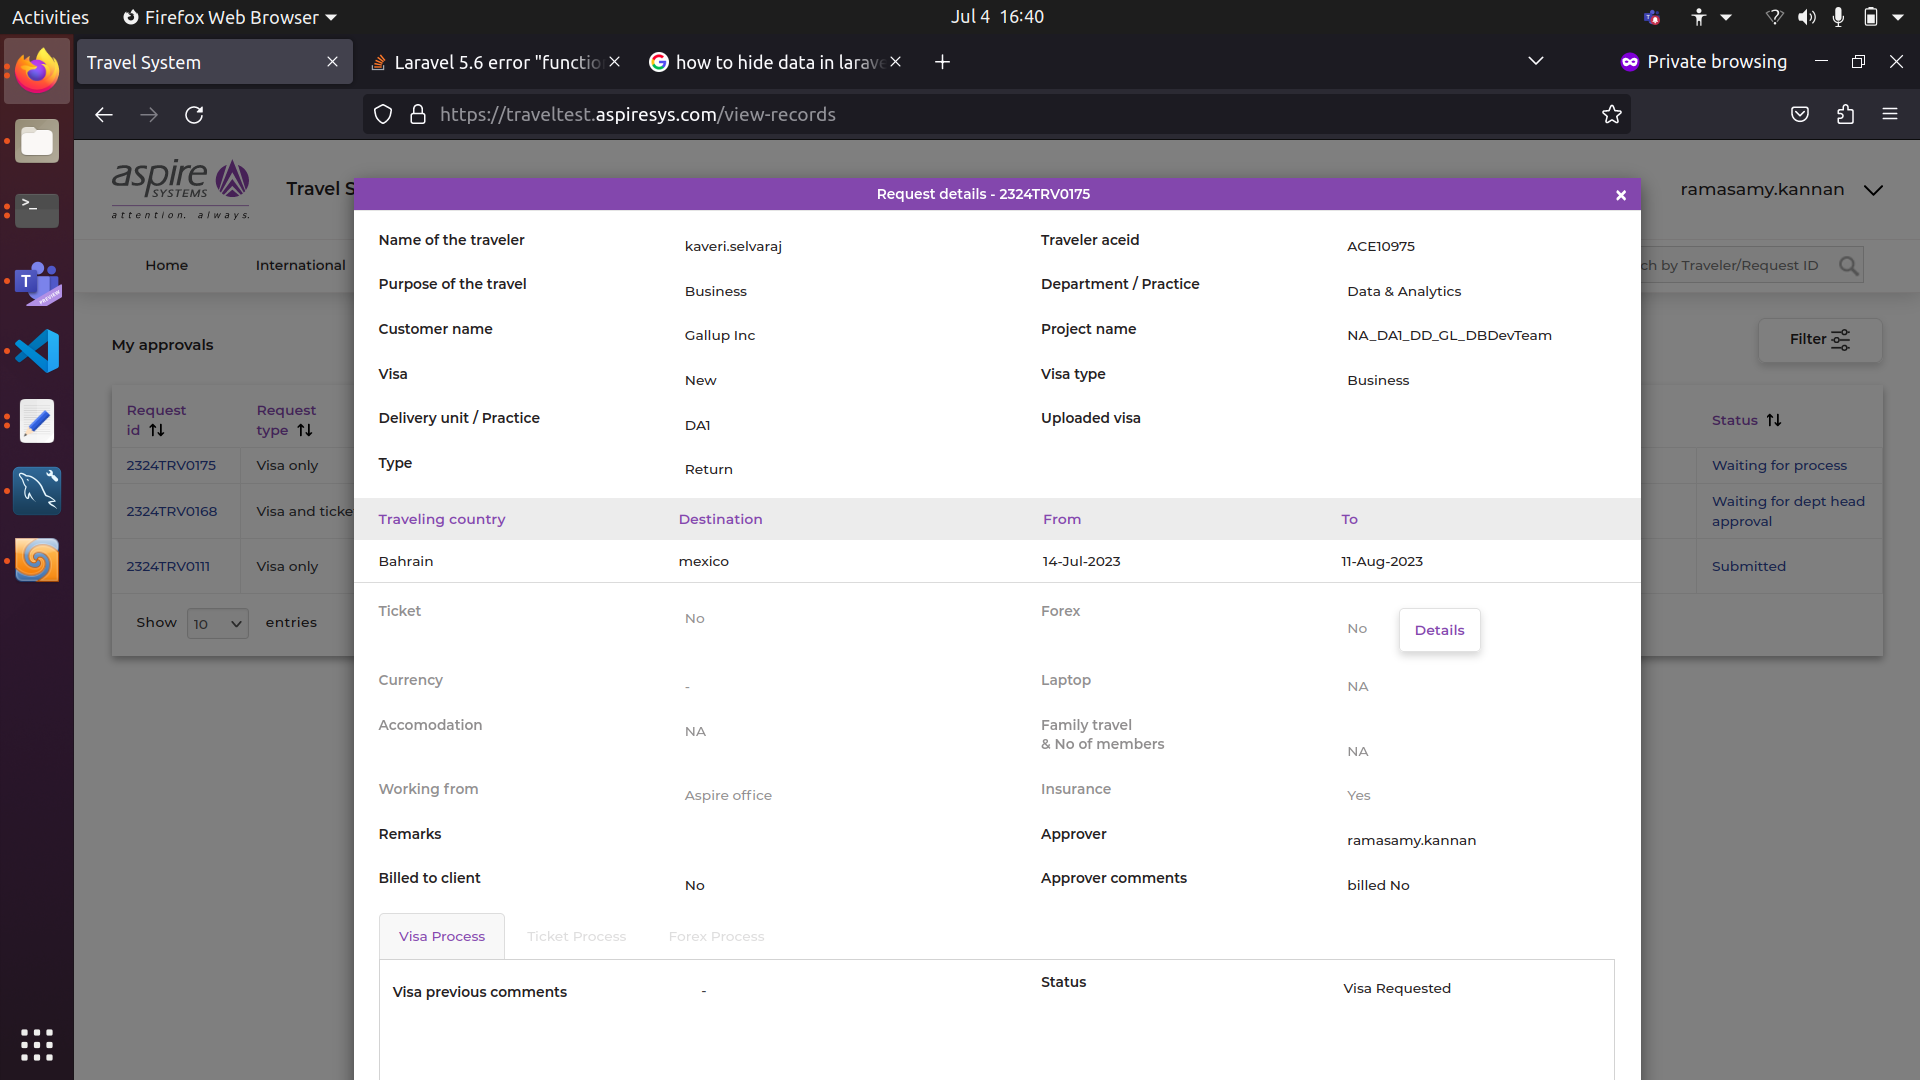 Activities
Firefox Web Browser
Jul 4 16:40
Travel System
Laravel 5.6 error "functio
how to hide data in larave
Private browsing
https://traveltest.aspiresys.com/view-records
aspire
SYSTEMS
attention. always.
Travel S
ramasamy.kannan
Home
International
ch by Traveler/Request ID
My approvals
Filter
Request id
Request type
Status
2324TRV0175
Visa only
Waiting for process
2324TRV0168
Visa and ticke
Waiting for dept head approval
2324TRV0111
Visa only
Submitted
Show 10 entries
Request details - 2324TRV0175
Name of the traveler
kaveri.selvaraj
Traveler aceid
ACE10975
Purpose of the travel
Business
Department / Practice
Data & Analytics
Customer name
Gallup Inc
Project name
NA_DA1_DD_GL_DBDevTeam
Visa
New
Visa type
Business
Delivery unit / Practice
DA1
Uploaded visa
Type
Return
Traveling country
Destination
From
To
Bahrain
mexico
14-Jul-2023
11-Aug-2023
Ticket
No
Forex
No
Details
Currency
-
Laptop
NA
Accomodation
NA
Family travel
& No of members
NA
Working from
Aspire office
Insurance
Yes
Remarks
Approver
ramasamy.kannan
Billed to client
No
Approver comments
billed No
Visa Process
Ticket Process
Forex Process
Visa previous comments
-
Status
Visa Requested